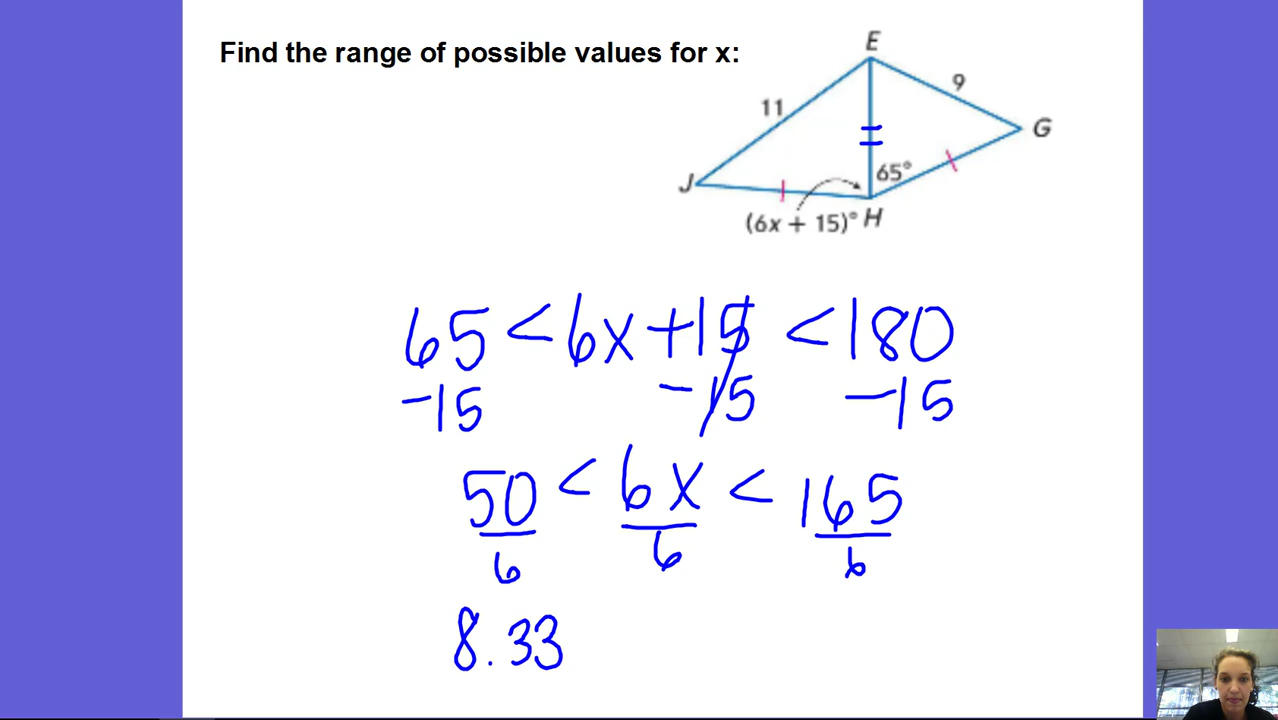 E
Find the range of possible values for x:
9
11
G
65°
J
(6x + 15)° H
65 < 6x + 15 < 180
-15 -15 -15
50 < 6x < 165
6 6 6
8.33